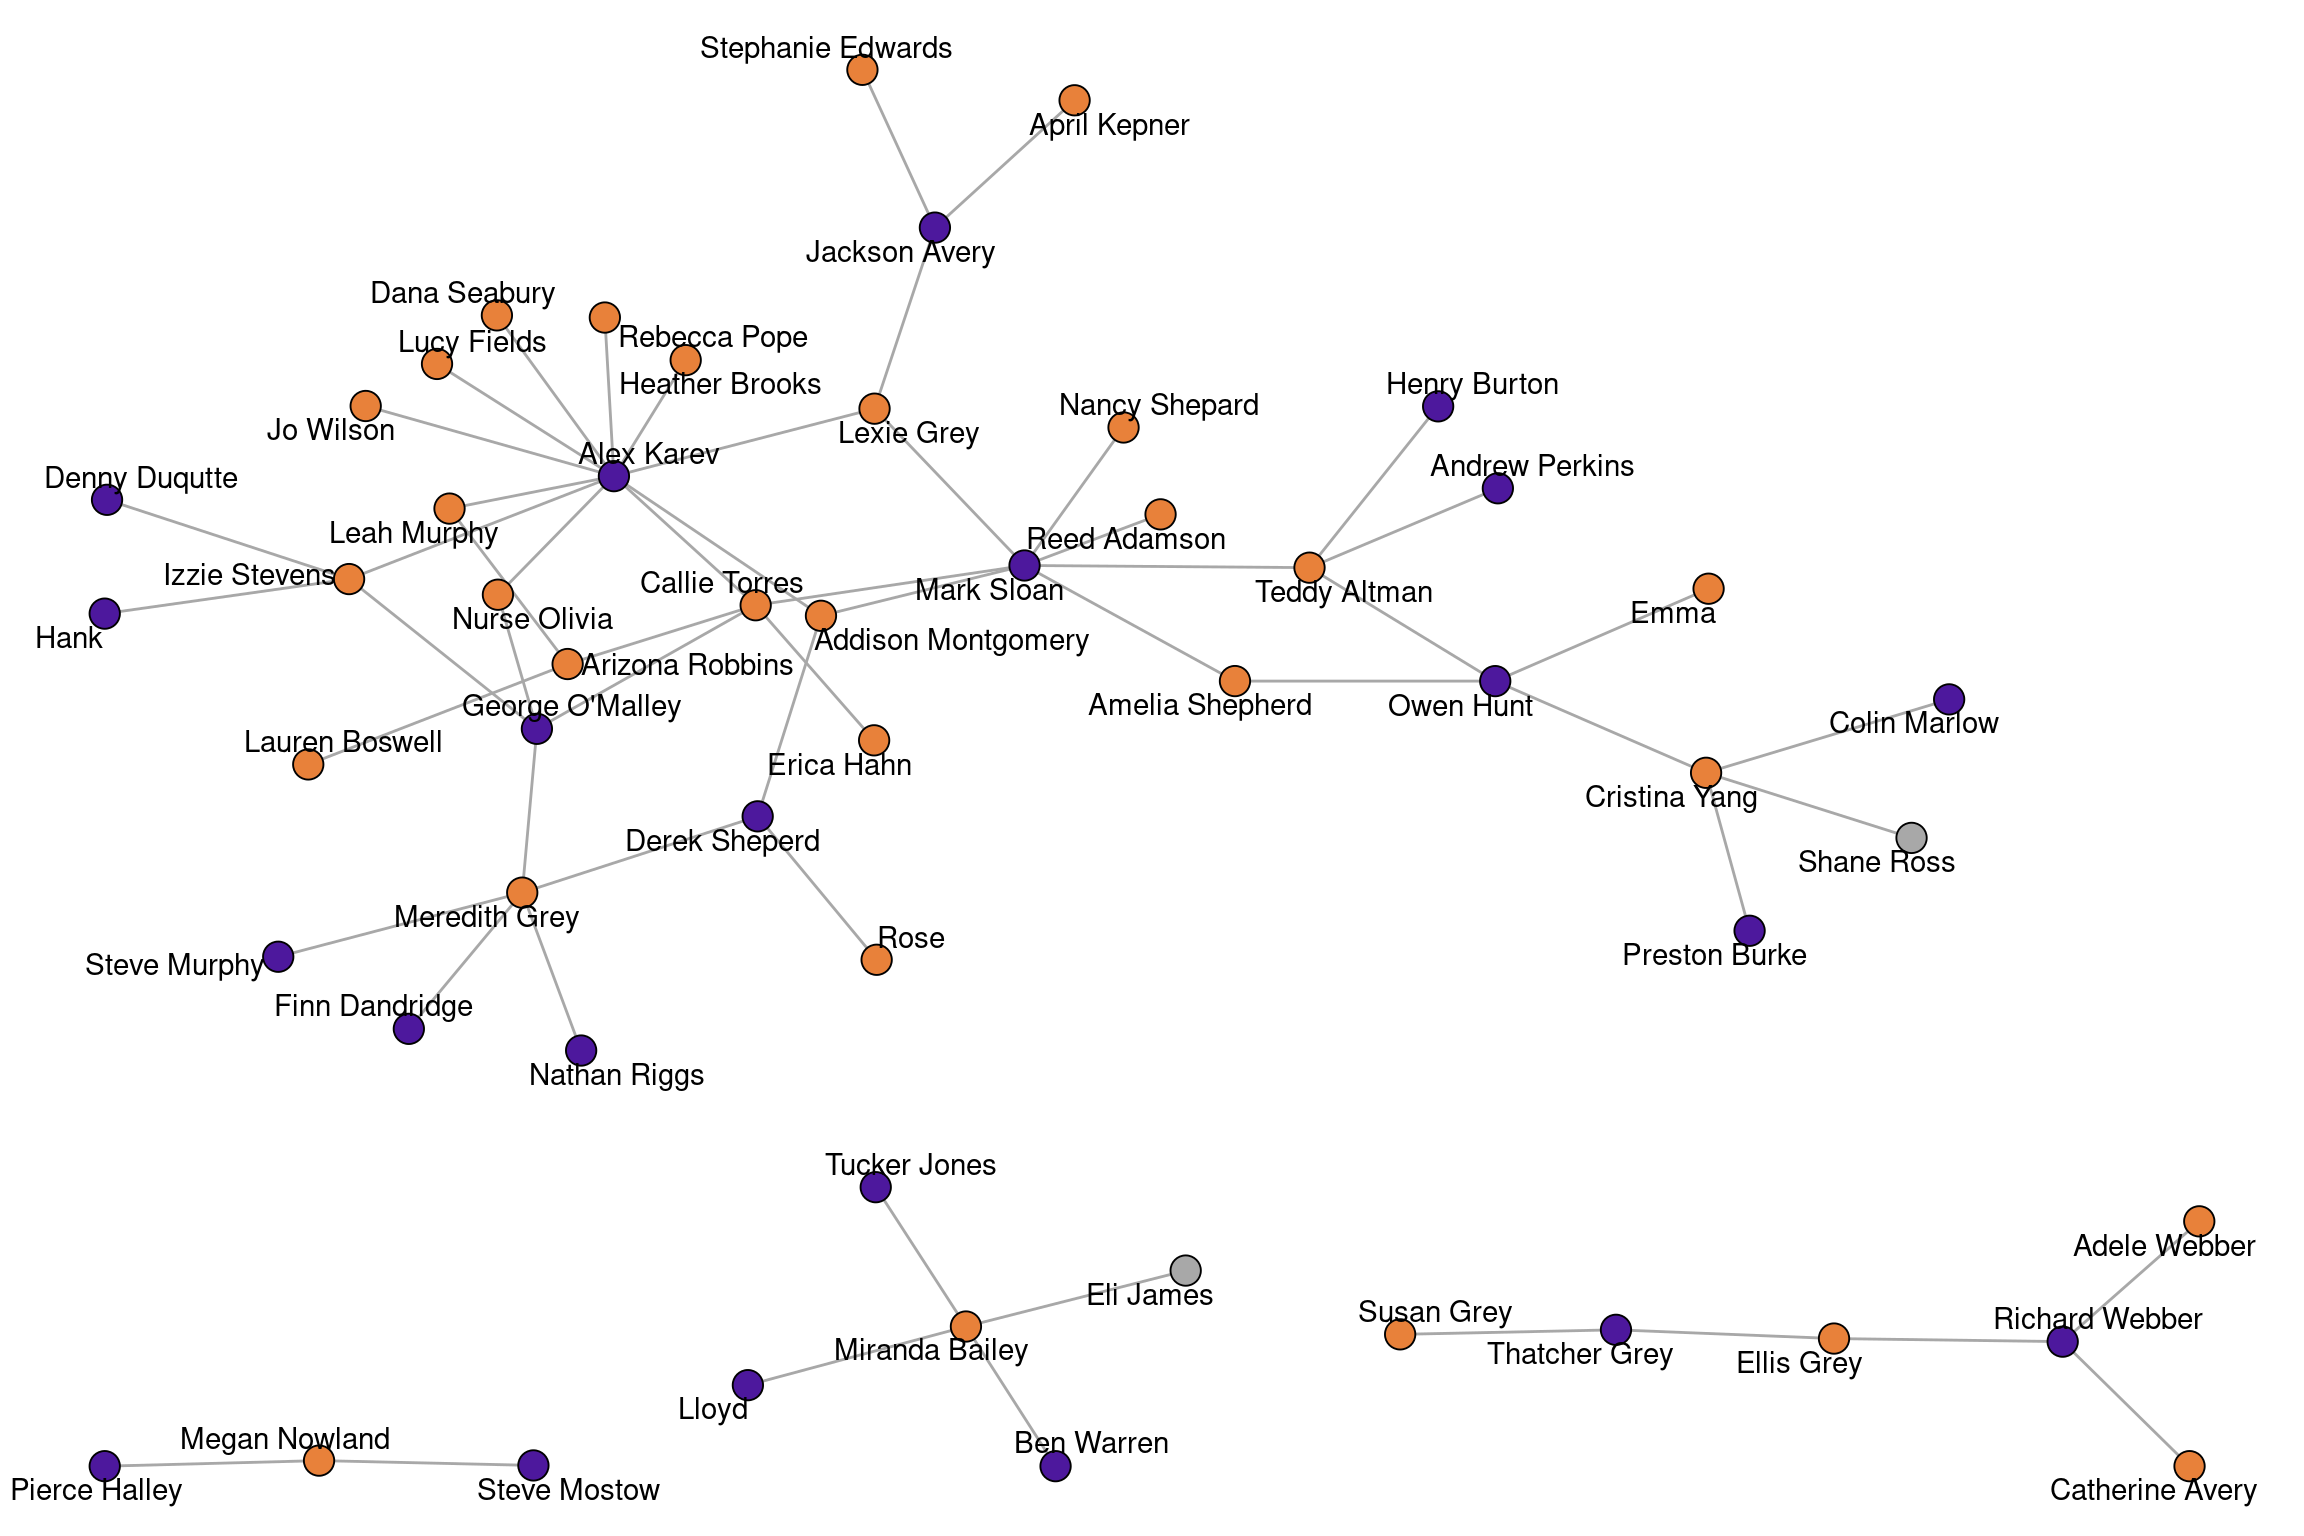 Stephanie Edwards
April Kepner
Jackson Avery
Dana Seabury
Rebecca Pope
Lucy Fields
Heather Brooks
Henry Burton
Nancy Shepard
Jo Wilson
Lexie Grey
Alex Karev
Andrew Perkins
Denny Duqutte
Leah Murphy
Reed Adamson
Izzie Stevens
Callie Torres
Mark Sloan
Teddy Altman
Emma
Nurse Olivia
Hank
Addison Montgomery
Arizona Robbins
George O'Malley
Amelia Shepherd
Owen Hunt
Colin Marlow
Lauren Boswell
Erica Hahn
Cristina Yang
Derek Sheperd
Shane Ross
Meredith Grey
Rose
Preston Burke
Steve Murphy
Finn Dandridge
Nathan Riggs
Tucker Jones
Adele Webber
Eli James
Susan Grey
Richard Webber
Miranda Bailey
Thatcher Grey
Ellis Grey
Lloyd
Megan Nowland
Ben Warren
Pierce Halley
Steve Mostow
Catherine Avery